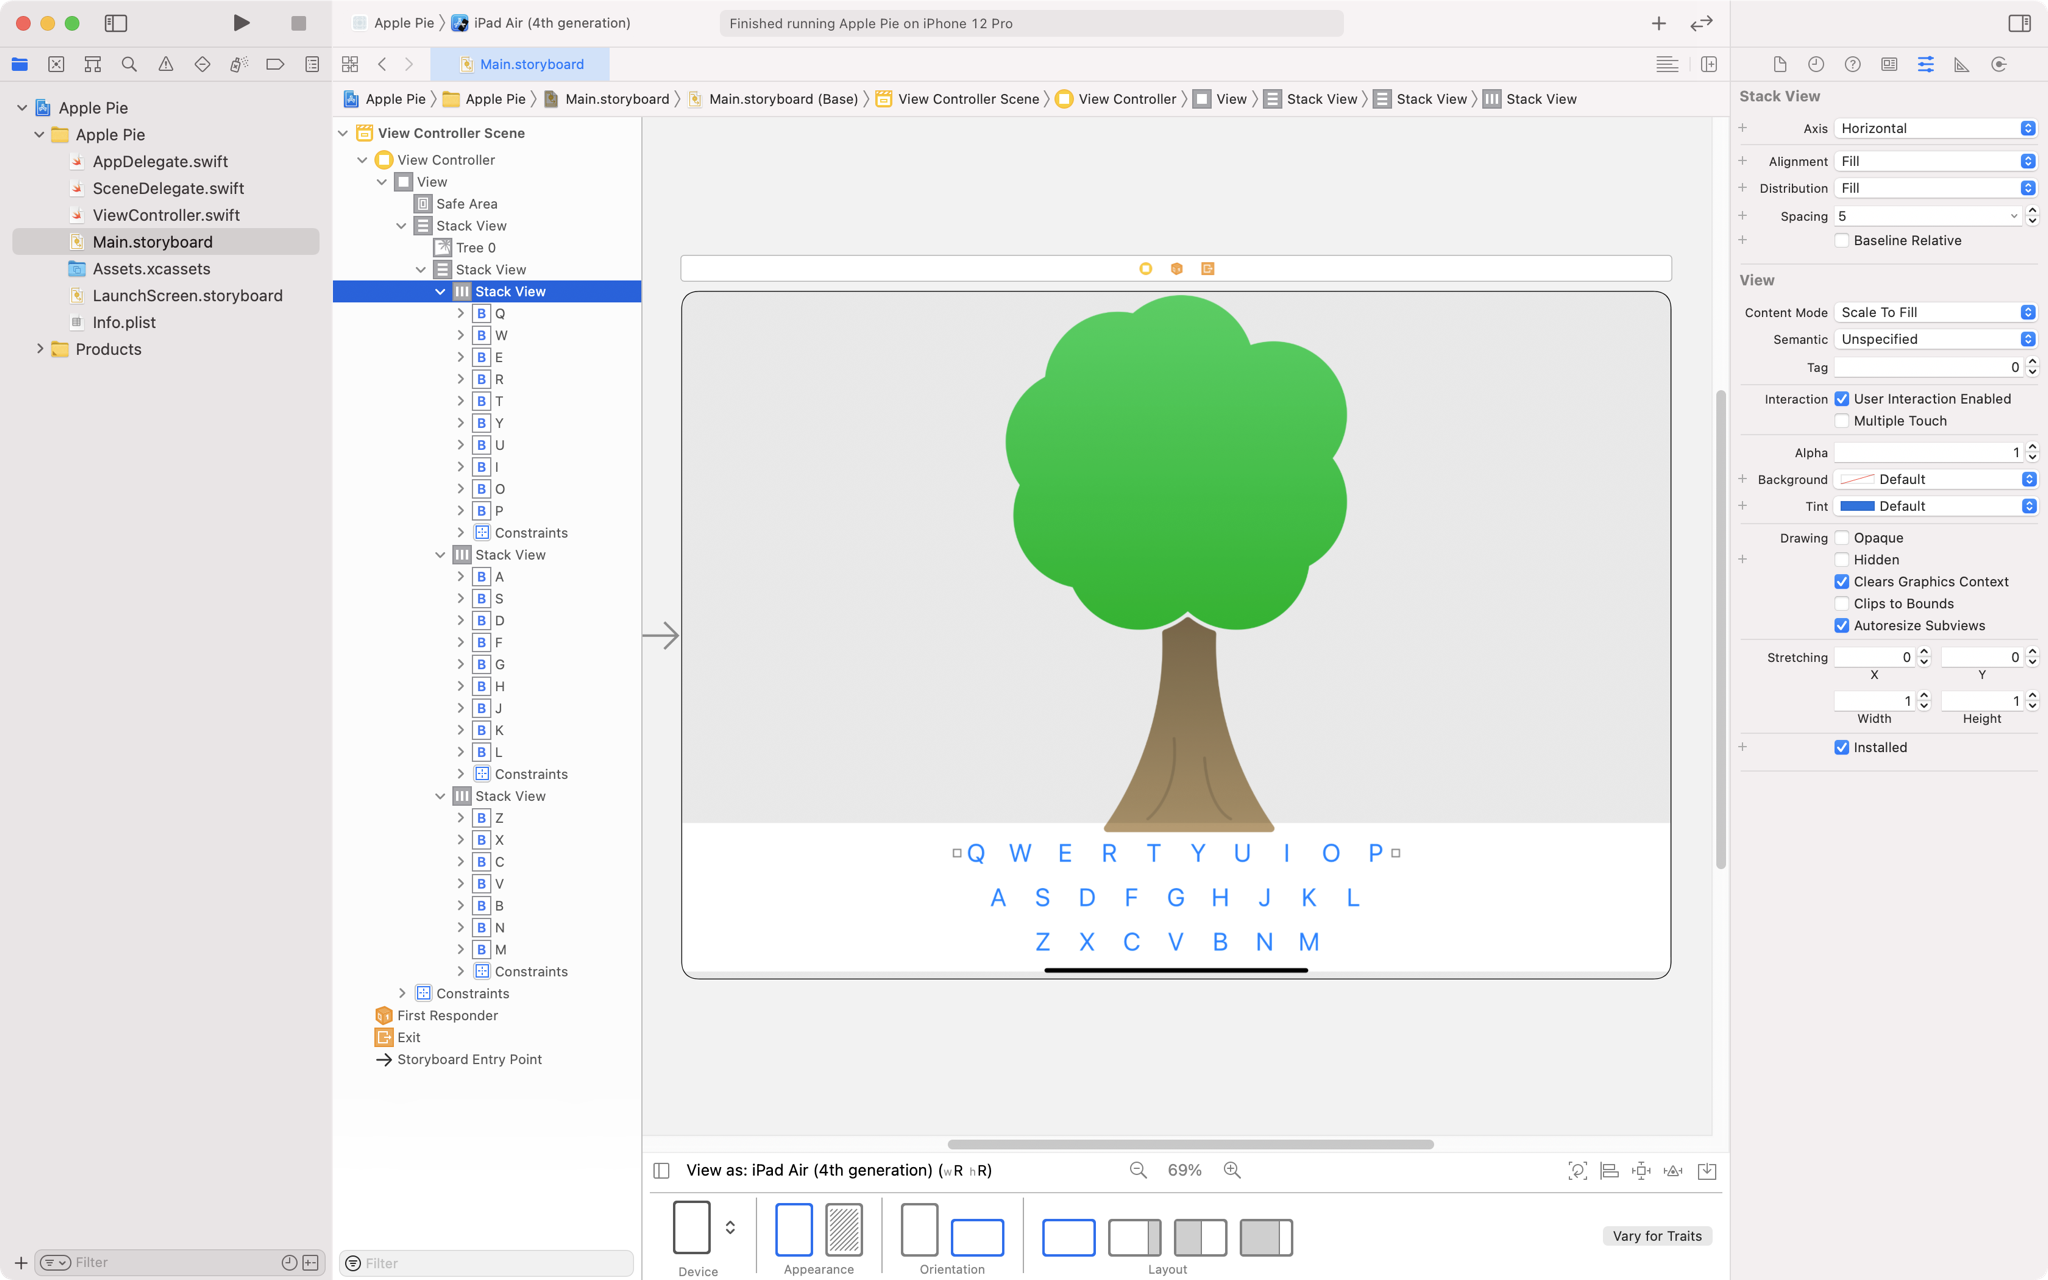 Apple Pie
iPad Air (4th generation)
Finished running Apple Pie on iPhone 12 Pro
Main.storyboard
Apple Pie
Apple Pie
Main.storyboard
Main.storyboard (Base)
View Controller Scene
View Controller
View
Stack View
Stack View
Stack View
Apple Pie
Apple Pie
AppDelegate.swift
SceneDelegate.swift
ViewController.swift
Main.storyboard
Assets.xcassets
LaunchScreen.storyboard
Info.plist
Products
Filter
View Controller Scene
View Controller
View
Safe Area
Stack View
Tree 0
Stack View
Stack View
B Q
B W
B E
B R
B T
B Y
B U
B I
B O
B P
Constraints
Stack View
B A
B S
B D
B F
B G
B H
B J
B K
B L
Constraints
Stack View
B Z
B X
B C
B V
B B
B N
B M
Constraints
Constraints
First Responder
Exit
Storyboard Entry Point
Filter
Q W E R T Y U I O P
A S D F G H J K L
Z X C V B N M
View as: iPad Air (4th generation) (wR hR)
69%
Device
Appearance
Orientation
Layout
Vary for Traits
Stack View
Axis Horizontal
Alignment Fill
Distribution Fill
Spacing 5
Baseline Relative
View
Content Mode Scale To Fill
Semantic Unspecified
Tag 0
Interaction User Interaction Enabled
Multiple Touch
Alpha 1
Background Default
Tint Default
Drawing Opaque
Hidden
Clears Graphics Context
Clips to Bounds
Autoresize Subviews
Stretching 0 0
X Y
1 1
Width Height
Installed